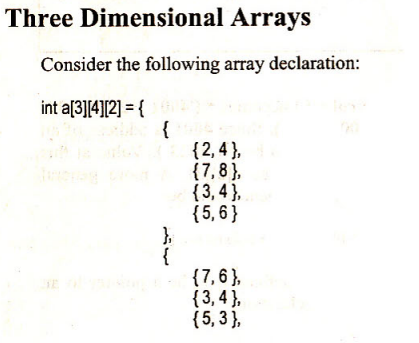 Three Dimensional Arrays
Consider the following array declaration:
int a[3][4][2] = {
{
{ 2, 4 },
{ 7, 8 },
{ 3, 4 },
{ 5, 6 }
},
{
{ 7, 6 },
{ 3, 4 },
{ 5, 3 },